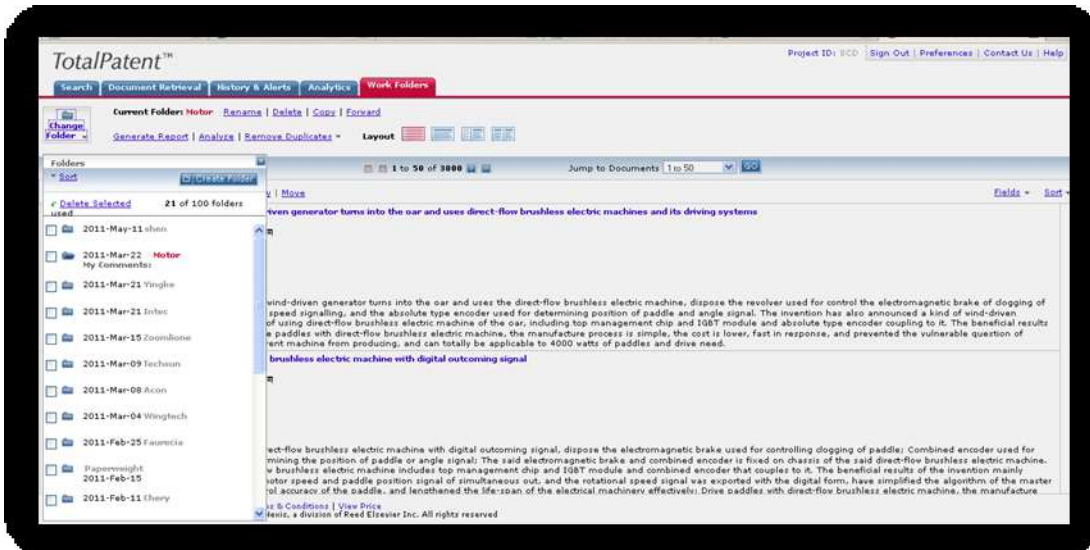 TotalPatent™
Project ID: SCD | Sign Out | Preferences | Contact Us | Help
Search Document Retrieval History & Alerts Analytics Work Folders
Change Folder
Current Folder: Motor Rename | Delete | Copy | Forward
Generate Report | Analyze | Remove Duplicates Layout
Folders
1 to 50 of 3000 Jump to Documents 1 to 50 GO
Sort Create Folder
y | Move Fields Sort
Delete Selected 21 of 100 folders
used
2011-May-11 shen
2011-Mar-22 Motor
My Comments:
2011-Mar-21 Yinghe
2011-Mar-21 Intec
2011-Mar-15 Zoomlione
2011-Mar-09 Techsun
2011-Mar-08 Acon
2011-Mar-04 Wingtech
2011-Feb-25 Faurecia
Paperweight
2011-Feb-15
2011-Feb-11 Chery
iven generator turns into the oar and uses direct-flow brushless electric machines and its driving systems
wind-driven generator turns into the oar and uses the direct-flow brushless electric machine, dispose the revolver used for control the electromagnetic brake of clogging of
speed signalling, and the absolute type encoder used for determining position of paddle and angle signal. The invention has also announced a kind of wind-driven
of using direct-flow brushless electric machine of the oar, including top management chip and IGBT module and absolute type encoder coupling to it. The beneficial results
e paddles with direct-flow brushless electric machine, the manufacture process is simple, the cost is lower, fast in response, and prevented the vulnerable question of
rent machine from producing, and can totally be applicable to 4000 watts of paddles and drive need.
brushless electric machine with digital outcoming signal
rect-flow brushless electric machine with digital outcoming signal, dispose the electromagnetic brake used for controlling clogging of paddle; Combined encoder used for
rmining the position of paddle or angle signal; The said electromagnetic brake and combined encoder is fixed on chassis of the said direct-flow brushless electric machine.
w brushless electric machine includes top management chip and IGBT module and combined encoder that couples to it. The beneficial results of the invention mainly
otor speed and paddle position signal of simultaneous out, and the rotational speed signal was exported with the digital form, have simplified the algorithm of the master
rol accuracy of the paddle, and lengthened the life-span of the electrical machinery effectively; Drive paddles with direct-flow brushless electric machine, the manufacture
s & Conditions | View Price
Nexis, a division of Reed Elsevier Inc. All rights reserved